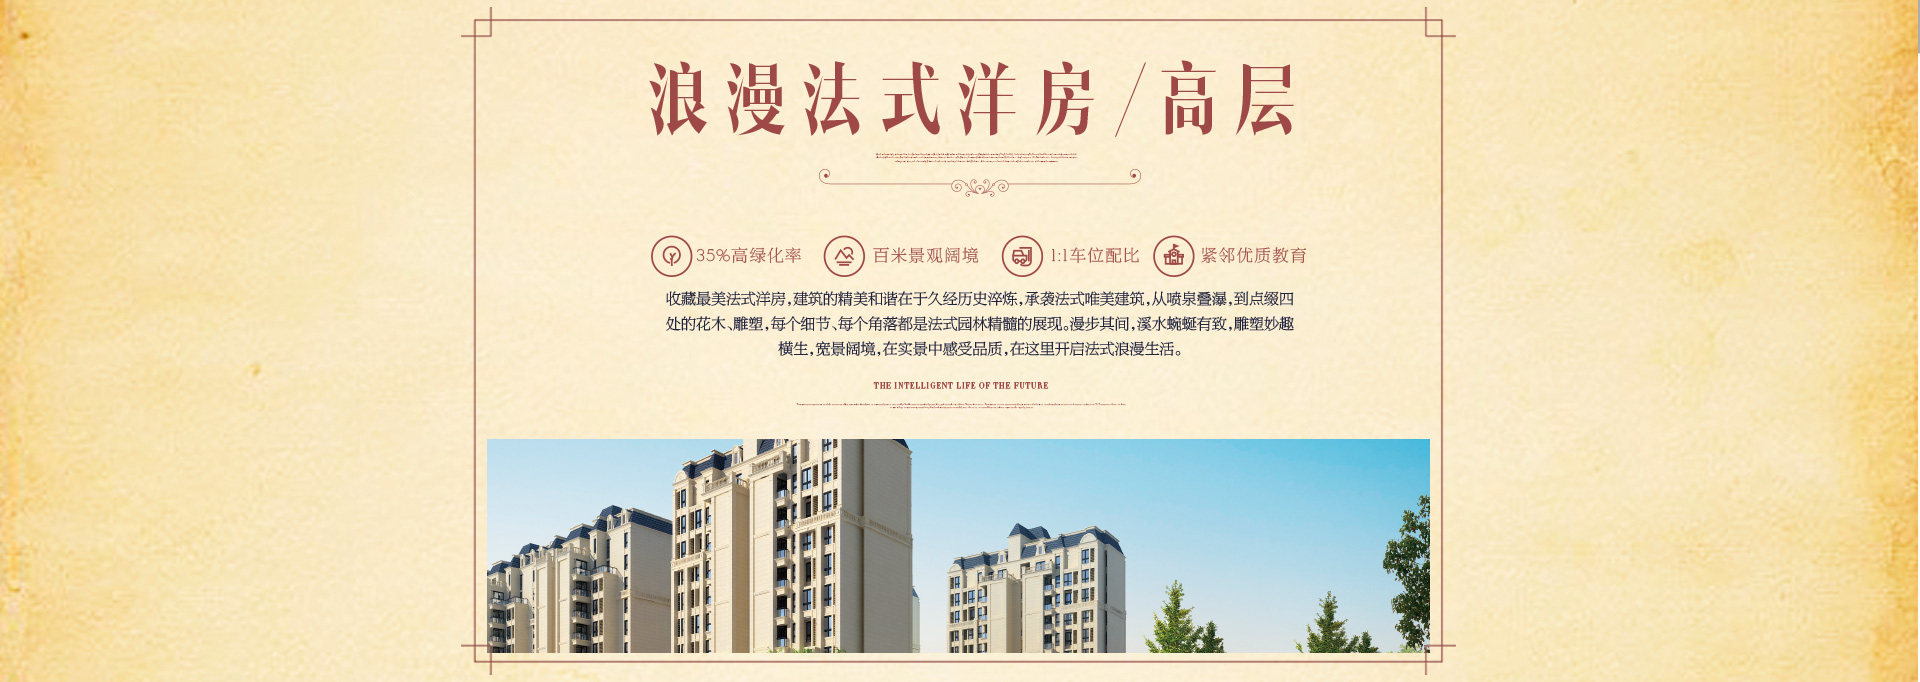 浪漫法式洋房/高层
35%高绿化率 百米景观阔境 1:1车位配比 紧邻优质教育
收藏最美法式洋房,建筑的精美和谐在于久经历史淬炼,承袭法式唯美建筑,从喷泉叠瀑,到点缀四
处的花木、雕塑,每个细节、每个角落都是法式园林精髓的展现。漫步其间,溪水蜿蜒有致,雕塑妙趣
横生,宽景阔境,在实景中感受品质,在这里开启法式浪漫生活。
THE INTELLIGENT LIFE OF THE FUTURE